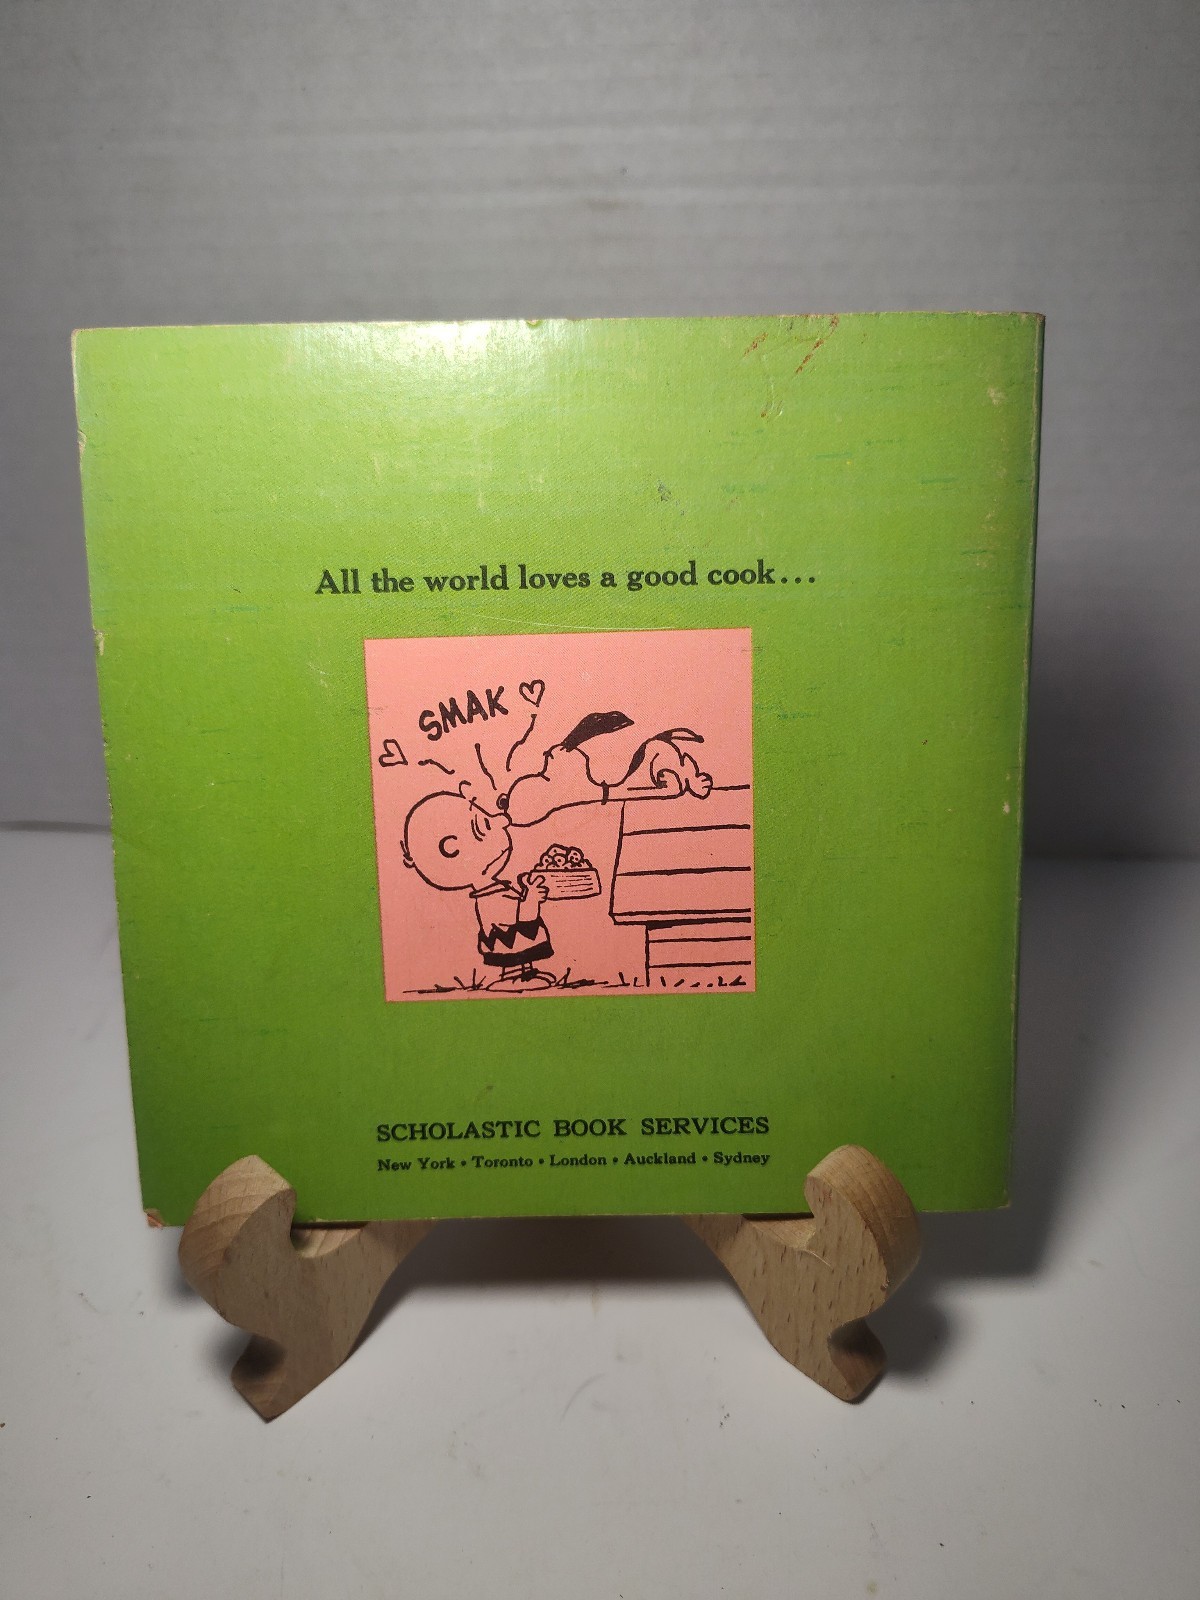 All the world loves a good cook...
SMAK
SCHOLASTIC BOOK SERVICES
New York • Toronto • London • Auckland • Sydney